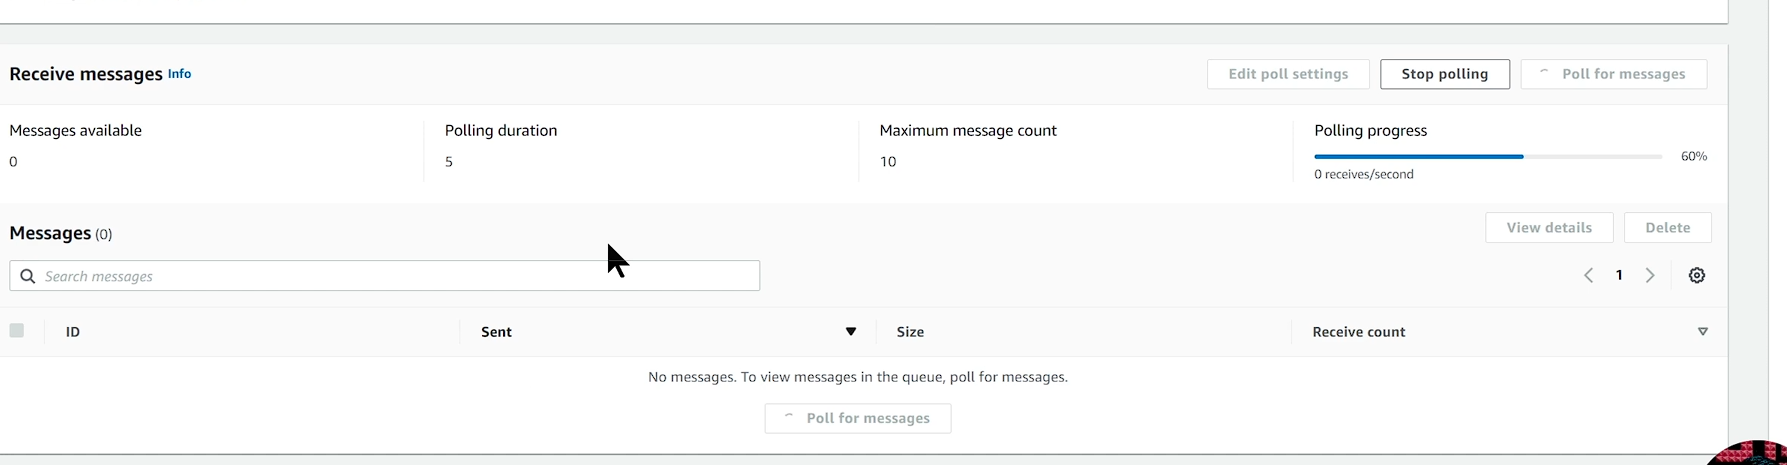 Receive messages Info
Edit poll settings
Stop polling
Poll for messages
Messages available
0
Polling duration
5
Maximum message count
10
Polling progress
60%
0 receives/second
Messages (0)
View details
Delete
Search messages
1
ID
Sent
Size
Receive count
No messages. To view messages in the queue, poll for messages.
Poll for messages